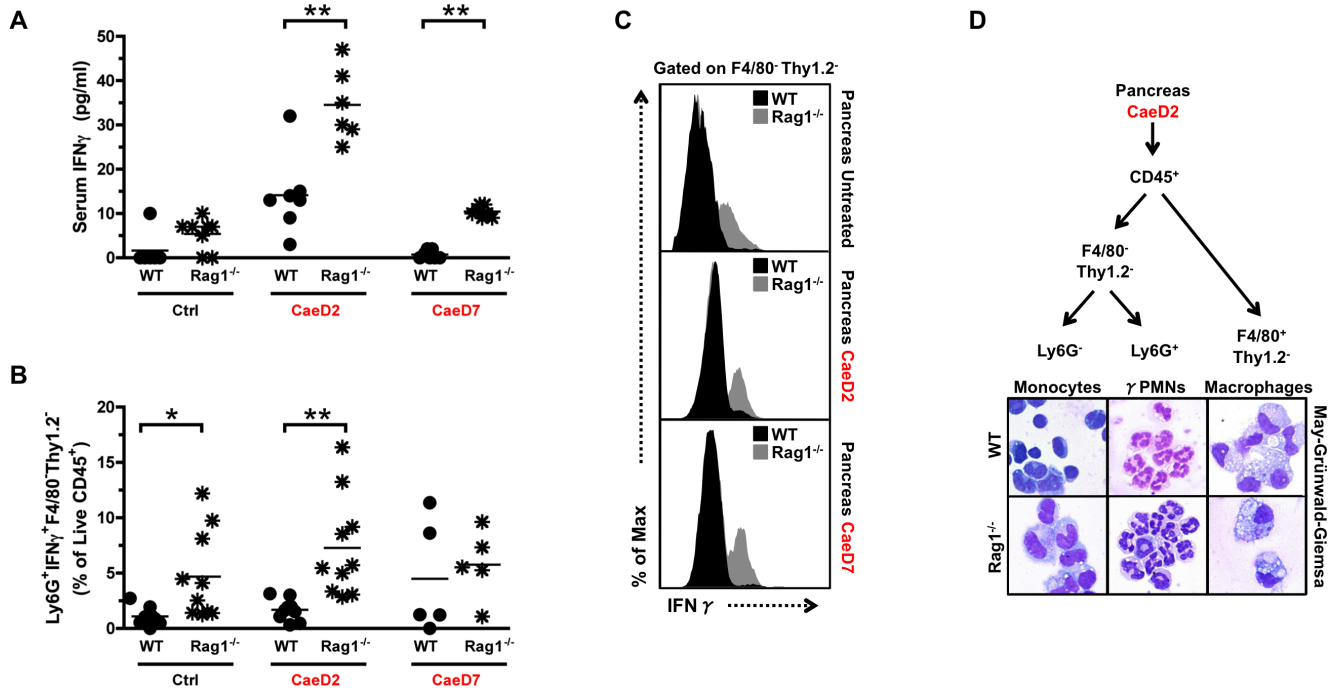 A
**
**
Serum IFNγ (pg/ml)
50
40
30
20
10
0
WT
Rag1-/-
WT
Rag1-/-
WT
Rag1-/-
Ctrl
CaeD2
CaeD7
B
*
**
Ly6G+IFNγ+F4/80-Thy1.2-
(% of Live CD45+)
20
15
10
5
0
WT
Rag1-/-
WT
Rag1-/-
WT
Rag1-/-
Ctrl
CaeD2
CaeD7
C
Gated on F4/80- Thy1.2-
WT
Rag1-/-
Pancreas Untreated
WT
Rag1-/-
Pancreas CaeD2
WT
Rag1-/-
Pancreas CaeD7
% of Max
IFN γ
D
Pancreas
CaeD2
CD45+
F4/80-
Thy1.2-
Ly6G-
Ly6G+
F4/80+
Thy1.2-
Monocytes
γ PMNs
Macrophages
WT
Rag1-/-
May-Grünwald-Giemsa